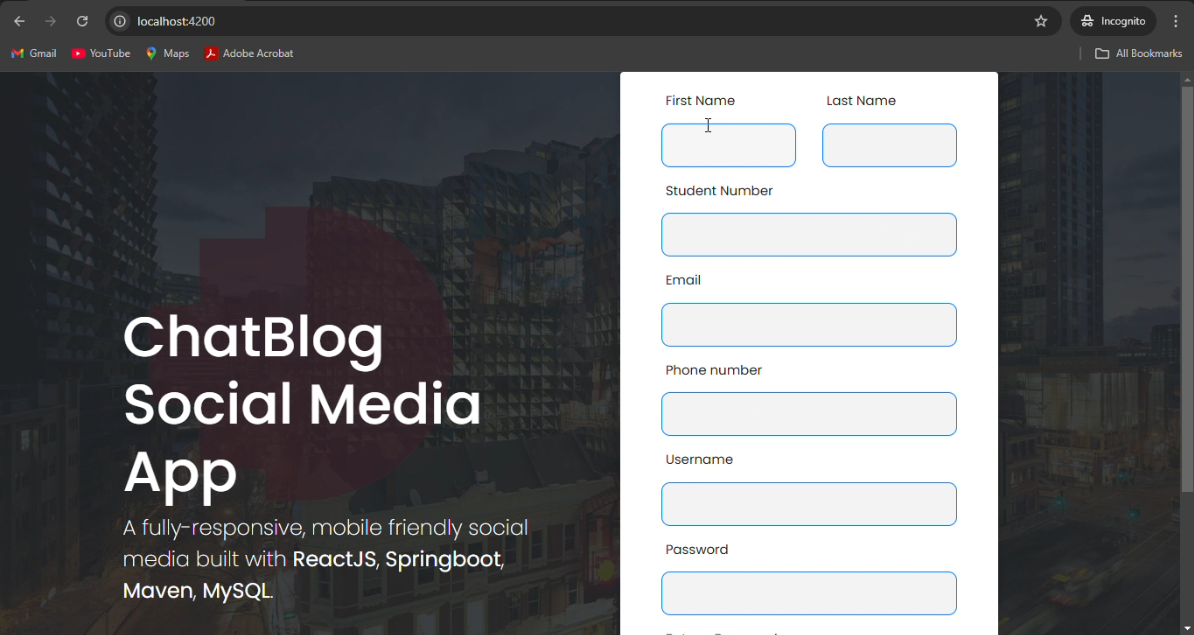 localhost:4200
Incognito
Gmail
YouTube
Maps
Adobe Acrobat
All Bookmarks
ChatBlog
Social Media
App
A fully-responsive, mobile friendly social
media built with ReactJS, Springboot,
Maven, MySQL.
First Name
Last Name
Student Number
Email
Phone number
Username
Password